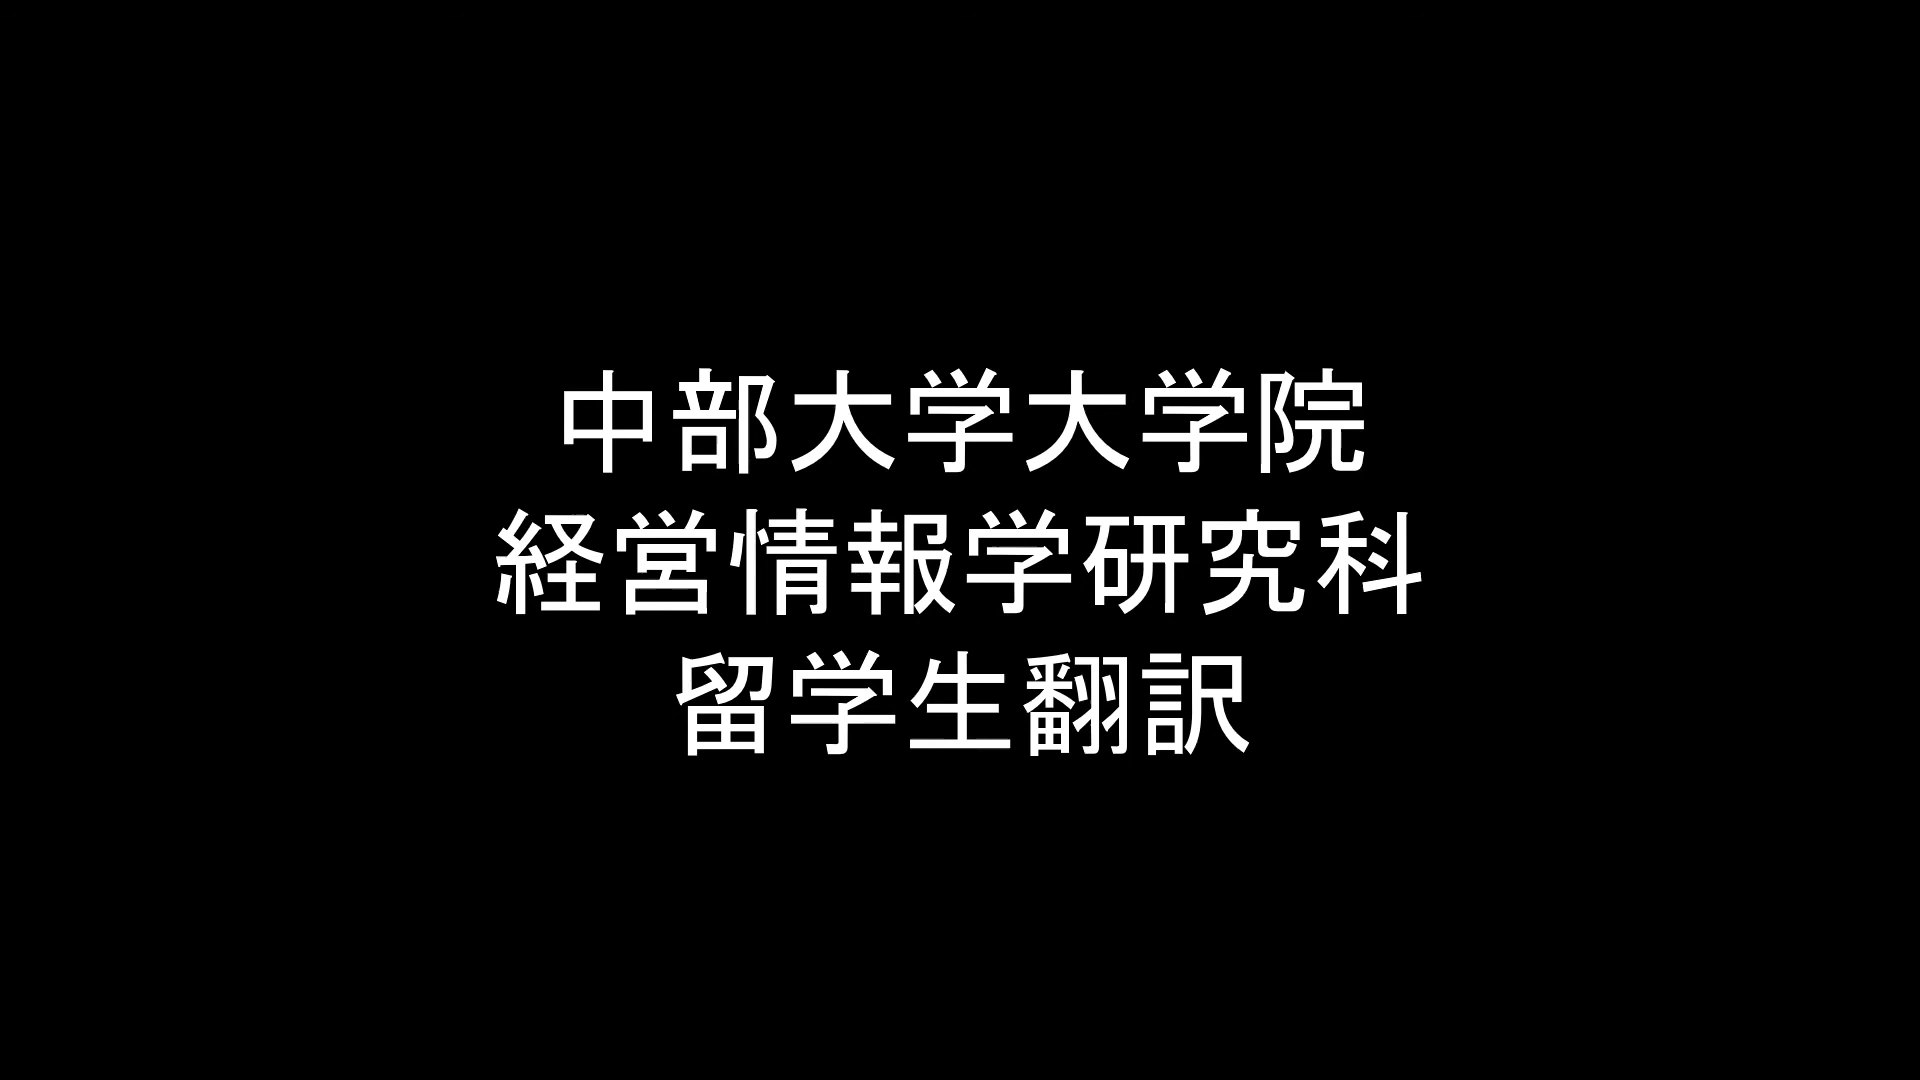 中部大学大学院
経営情報学研究科
留学生翻訳